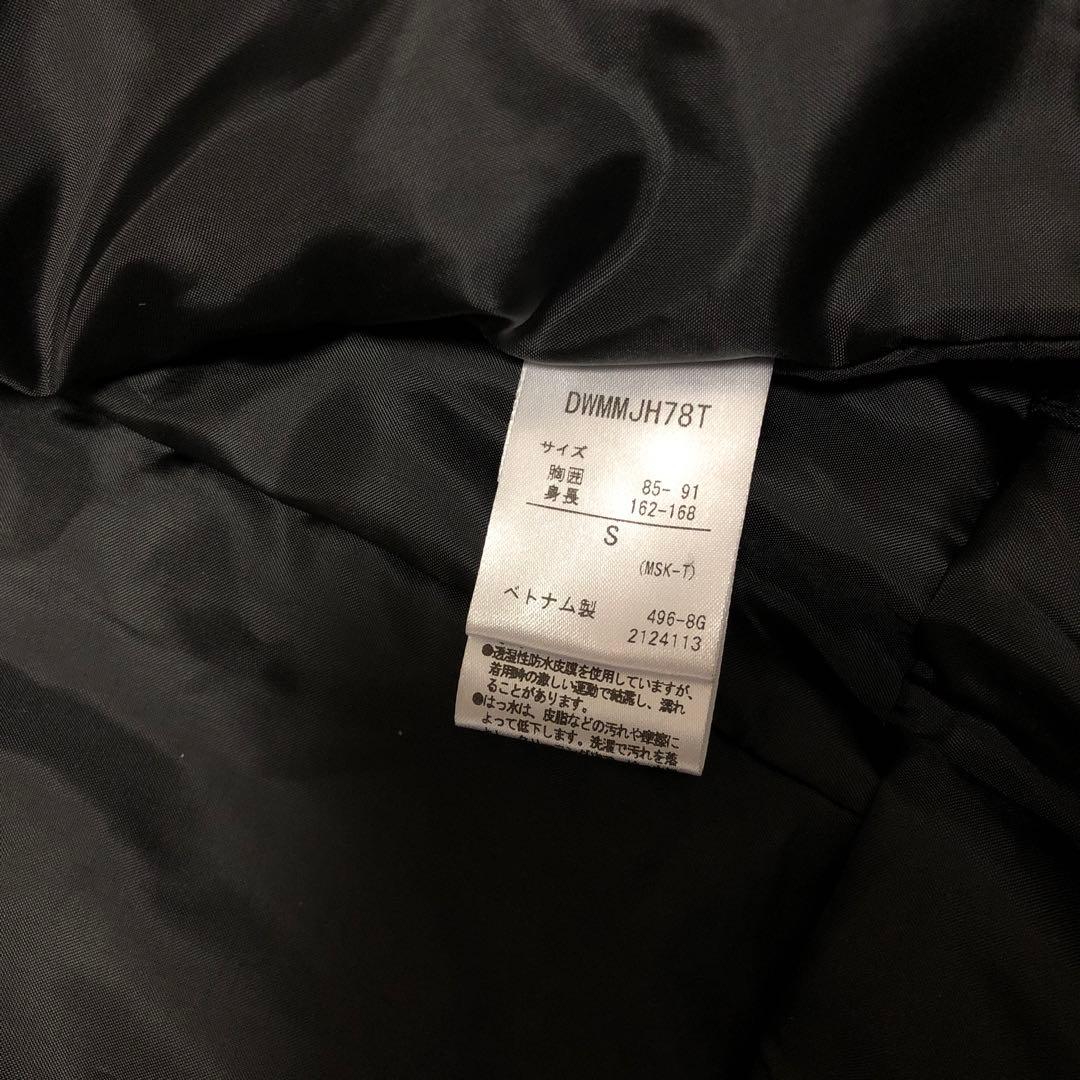 DWMMJH78T
サイズ
胸囲 85- 91
身長 162-168
S
(MSK-T)
ベトナム製 496-8G
2124113
●透湿性防水皮膜を使用していますが、
着用時の激しい運動で結露し、濡れ
ることがあります。
●はっ水は、皮脂などの汚れや摩擦に
よって低下します。洗濯で汚れを落